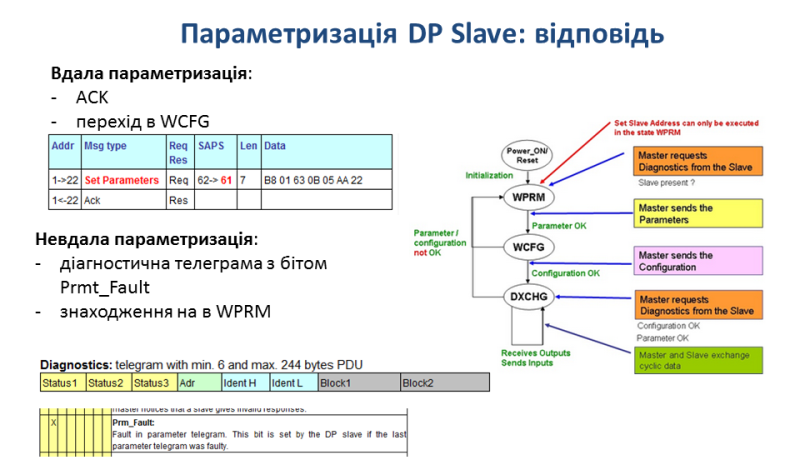 Параметризація DP Slave: відповідь
Вдала параметризація:
- ACK
- перехід в WCFG
Addr Msg type Req Res SAPS Len Data
1->22 Set Parameters Req 62-> 61 7 B8 01 63 0B 05 AA 22
1<-22 Ack Res
Невдала параметризація:
- діагностична телеграма з бітом
Prmt_Fault
- знаходження на в WPRM
Diagnostics: telegram with min. 6 and max. 244 bytes PDU
Status1 Status2 Status3 Adr Ident H Ident L Block1 Block2
master notices that a slave gives invalid responses.
X Prm_Fault:
Fault in parameter telegram. This bit is set by the DP slave if the last
parameter telegram was faulty.
Set Slave Address can only be executed
in the state WPRM
Power_ON/
Reset
Initialization
WPRM
Parameter OK
Parameter /
configuration
not OK
WCFG
Configuration OK
DXCHG
Receives Outputs
Sends Inputs
Master requests
Diagnostics from the Slave
Slave present ?
Master sends the
Parameters
Master sends the
Configuration
Master requests
Diagnostics from the Slave
Configuration OK
Parameter OK
Master and Slave exchange
cyclic data